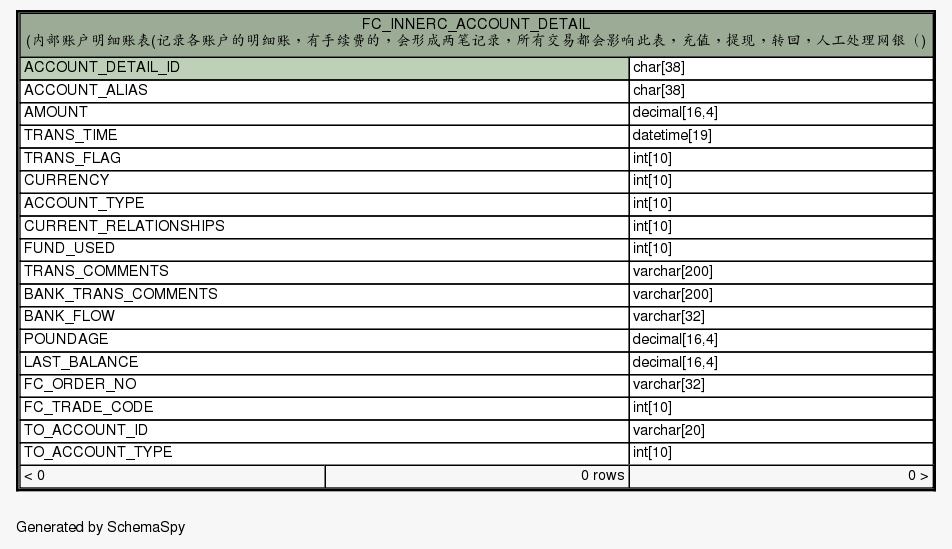 FC_INNERC_ACCOUNT_DETAIL
(内部账户明细账表(记录各账户的明细账，有手续费的，会形成两笔记录，所有交易都会影响此表，充值，提现，转回，人工处理网银（）
ACCOUNT_DETAIL_ID char[38]
ACCOUNT_ALIAS char[38]
AMOUNT decimal[16,4]
TRANS_TIME datetime[19]
TRANS_FLAG int[10]
CURRENCY int[10]
ACCOUNT_TYPE int[10]
CURRENT_RELATIONSHIPS int[10]
FUND_USED int[10]
TRANS_COMMENTS varchar[200]
BANK_TRANS_COMMENTS varchar[200]
BANK_FLOW varchar[32]
POUNDAGE decimal[16,4]
LAST_BALANCE decimal[16,4]
FC_ORDER_NO varchar[32]
FC_TRADE_CODE int[10]
TO_ACCOUNT_ID varchar[20]
TO_ACCOUNT_TYPE int[10]
< 0 0 rows 0 >
Generated by SchemaSpy